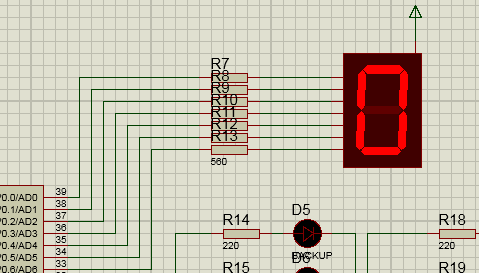 R7
R8
R9
R10
R11
R12
R13
560
P0.0/AD0 39
P0.1/AD1 38
P0.2/AD2 37
P0.3/AD3 36
P0.4/AD4 35
P0.5/AD5 34
P0.6/AD6 33
R14
220
D5
BACKUP
R18
220
R15
D6
R19